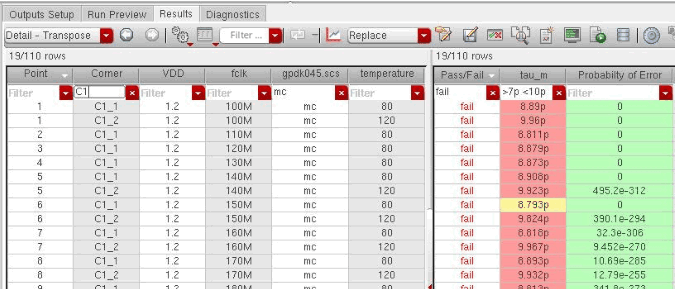 Outputs Setup Run Preview Results Diagnostics
Detail - Transpose Filter ... Replace
19/110 rows 19/110 rows
Point Corner VDD fclk gpdk045.scs temperature Pass/Fail tau_m Probability of Error
Filter C1 Filter Filter mc Filter fail >7p <10p Filter
1 C1_1 1.2 100M mc 80 fail 8.89p 0
1 C1_2 1.2 100M mc 120 fail 9.96p 0
2 C1_1 1.2 110M mc 80 fail 8.811p 0
3 C1_1 1.2 120M mc 80 fail 8.879p 0
4 C1_1 1.2 130M mc 80 fail 8.873p 0
5 C1_1 1.2 140M mc 80 fail 8.908p 0
5 C1_2 1.2 140M mc 120 fail 9.923p 495.2e-312
6 C1_1 1.2 150M mc 80 fail 8.793p 0
6 C1_2 1.2 150M mc 120 fail 9.824p 390.1e-294
7 C1_1 1.2 160M mc 80 fail 8.818p 32.3e-306
7 C1_2 1.2 160M mc 120 fail 9.967p 9.452e-270
8 C1_1 1.2 170M mc 80 fail 8.893p 10.69e-285
8 C1_2 1.2 170M mc 120 fail 9.932p 12.79e-255
9 C1_1 1.2 180M mc 80 fail 8.813p 341.8e-273